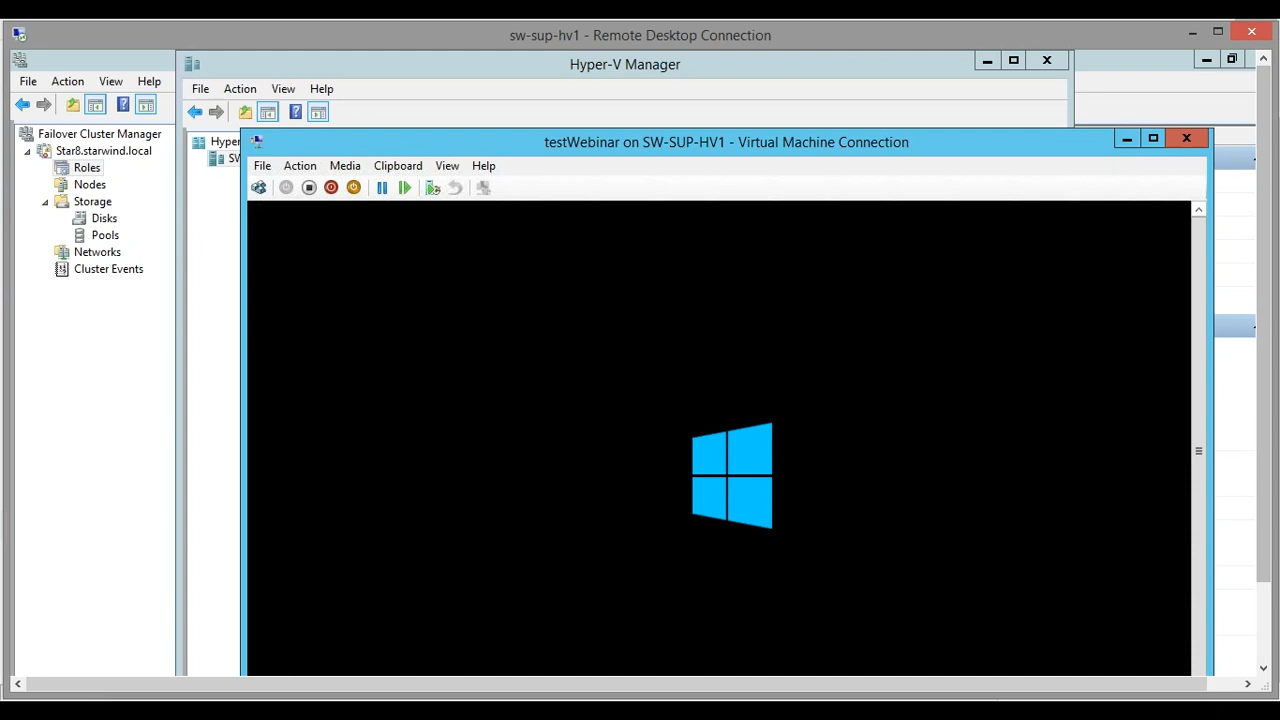 sw-sup-hv1 - Remote Desktop Connection
File Action View Help
Failover Cluster Manager
Star8.starwind.local
Roles
Nodes
Storage
Disks
Pools
Networks
Cluster Events
Hyper-V Manager
File Action View Help
Hyper
SW
testWebinar on SW-SUP-HV1 - Virtual Machine Connection
File Action Media Clipboard View Help